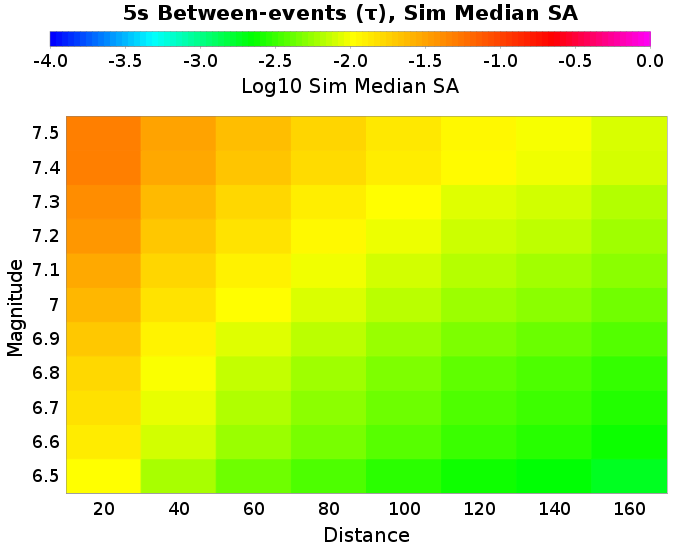 5s Between-events (τ), Sim Median SA
-4.0 -3.5 -3.0 -2.5 -2.0 -1.5 -1.0 -0.5 0.0
Log10 Sim Median SA
7.5
7.4
7.3
7.2
7.1
7
6.9
6.8
6.7
6.6
6.5
Magnitude
20 40 60 80 100 120 140 160
Distance